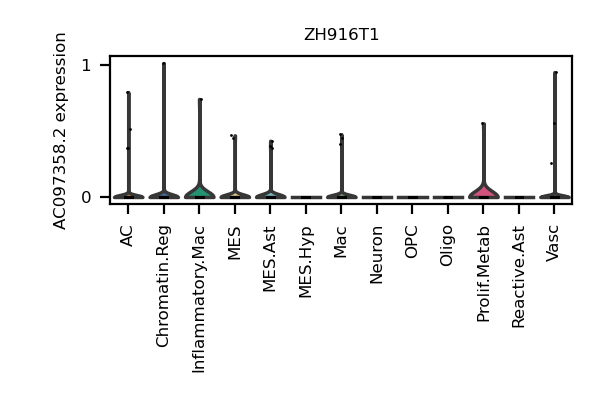 ZH916T1
AC097358.2 expression
1
0
AC
Chromatin.Reg
Inflammatory.Mac
MES
MES.Ast
MES.Hyp
Mac
Neuron
OPC
Oligo
Prolif.Metab
Reactive.Ast
Vasc